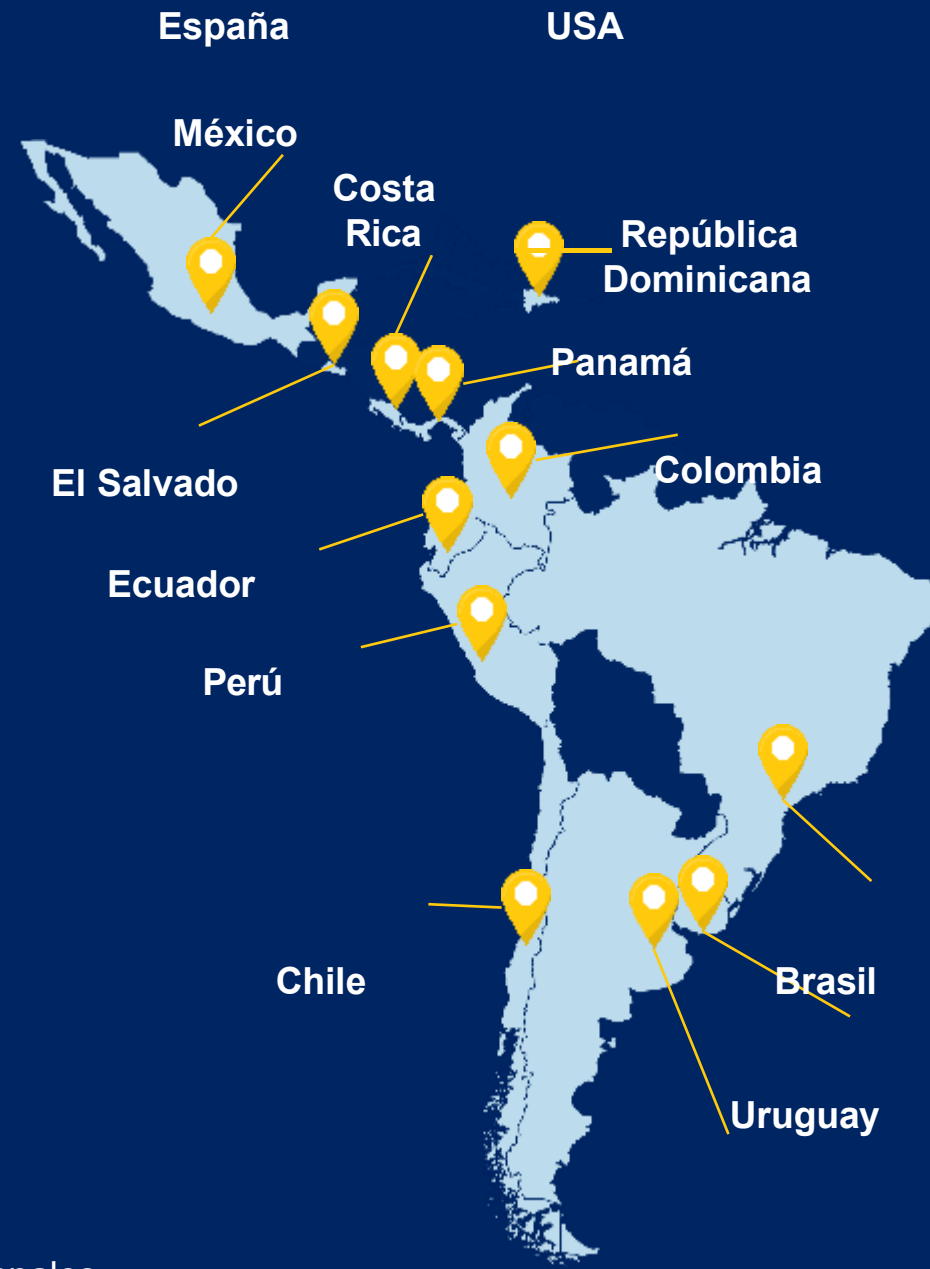 España
USA
México
Costa
Rica
República
Dominicana
Panamá
Colombia
El Salvado
Ecuador
Perú
Chile
Brasil
Uruguay